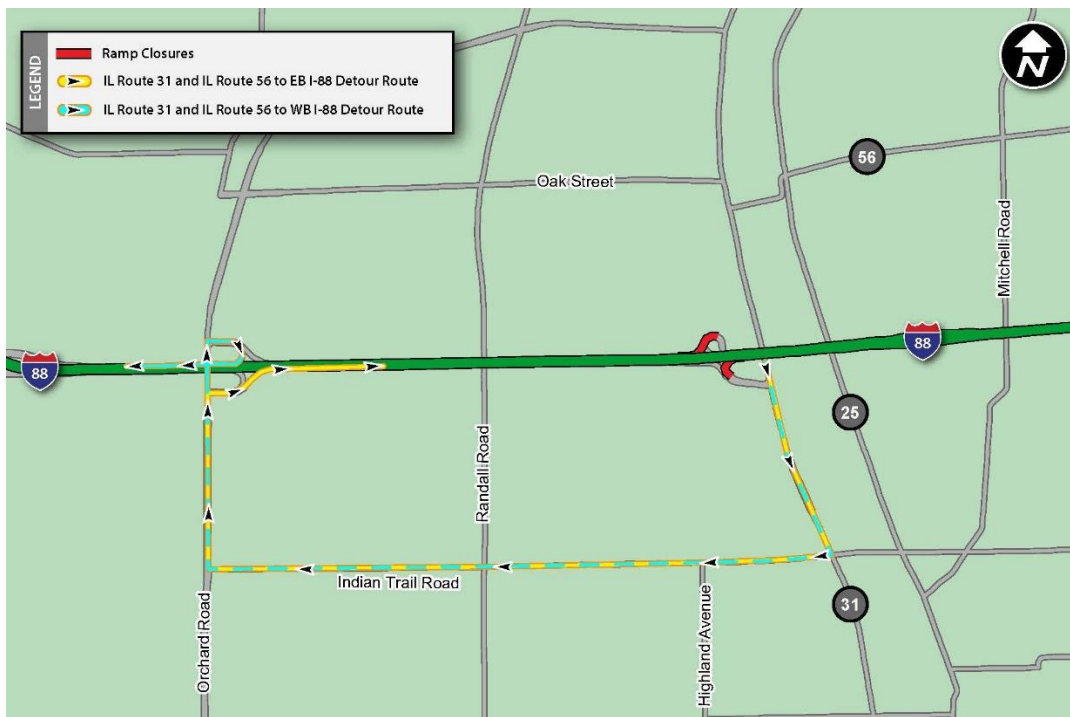 LEGEND
Ramp Closures
IL Route 31 and IL Route 56 to EB I-88 Detour Route
IL Route 31 and IL Route 56 to WB I-88 Detour Route
N
56
Oak Street
Mitchell Road
88
88
25
Randall Road
Indian Trail Road
31
Orchard Road
Highland Avenue